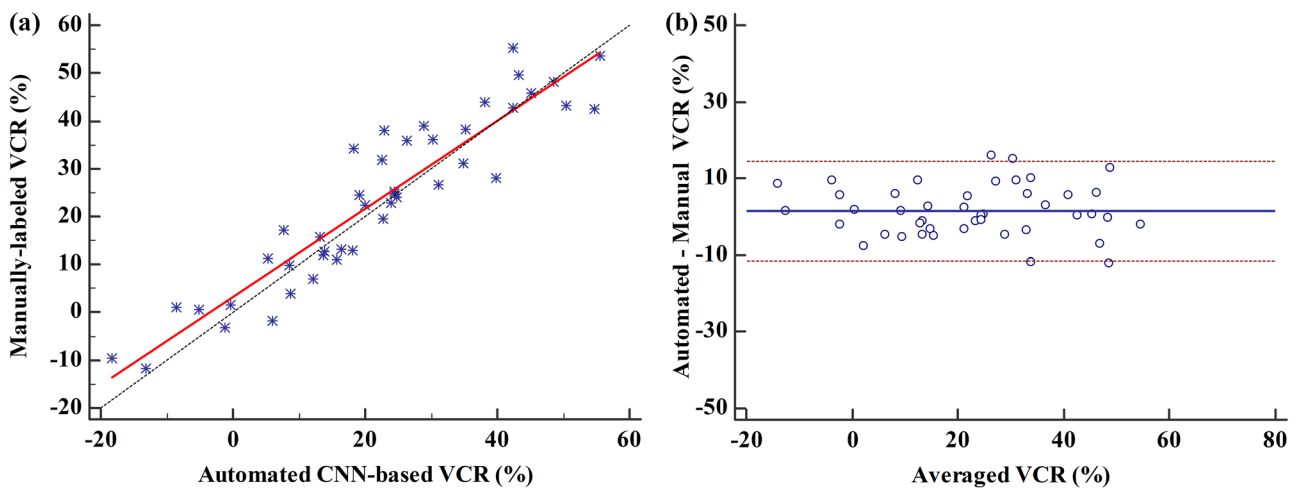 (a)
Manually-labeled VCR (%)
60
50
40
30
20
10
0
-10
-20
-20 0 20 40 60
Automated CNN-based VCR (%)
(b)
Automated - Manual VCR (%)
50
30
10
-10
-30
-50
-20 0 20 40 60 80
Averaged VCR (%)